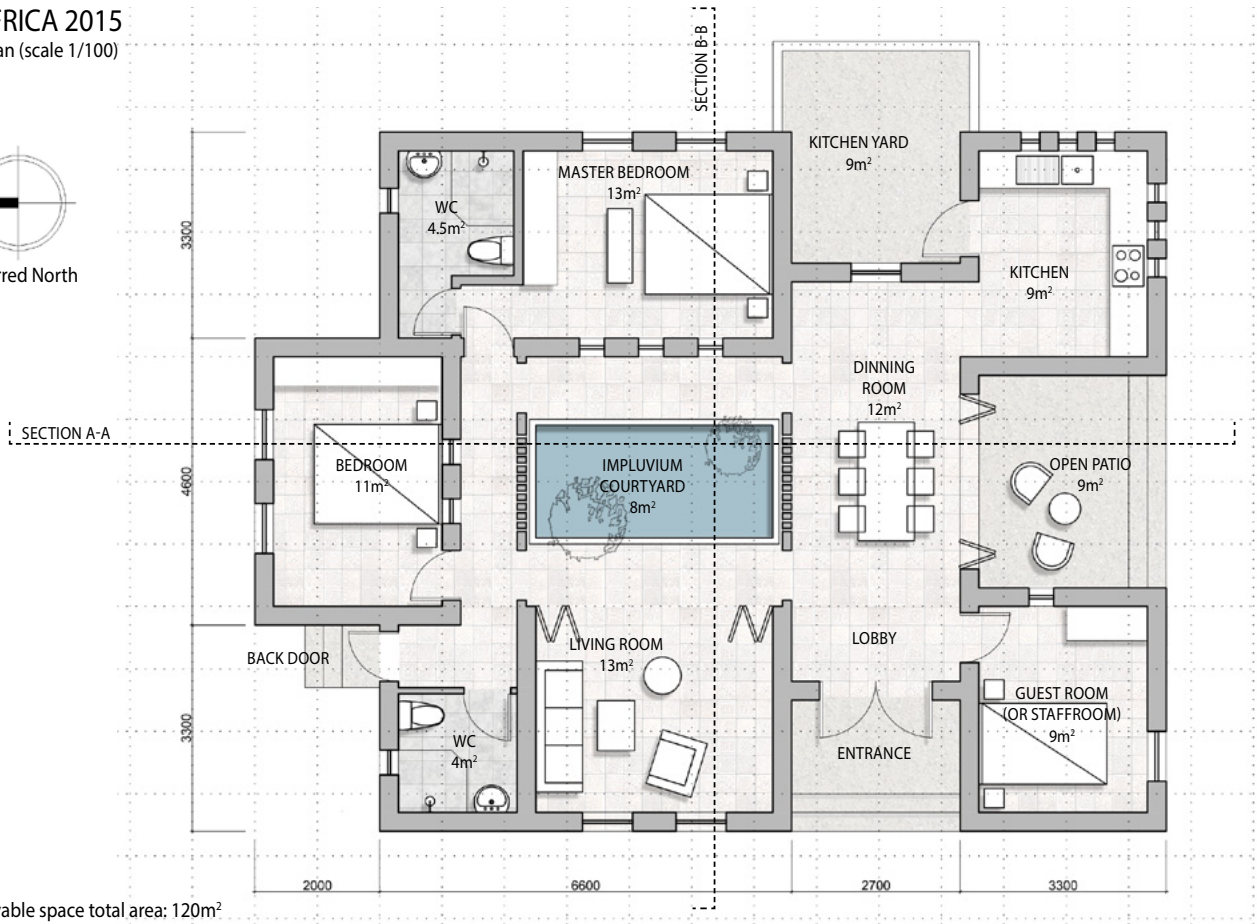 FRICA 2015
an (scale 1/100)
SECTION B-B
KITCHEN YARD
9m²
MASTER BEDROOM
13m²
WC
4.5m²
3300
rred North
KITCHEN
9m²
DINNING
ROOM
12m²
SECTION A-A
BEDROOM
11m²
IMPLUVIUM
COURTYARD
8m²
OPEN PATIO
9m²
4600
LOBBY
BACK DOOR
LIVING ROOM
13m²
GUEST ROOM
(OR STAFFROOM)
9m²
3300
WC
4m²
ENTRANCE
2000
6600
2700
3300
vable space total area: 120m²